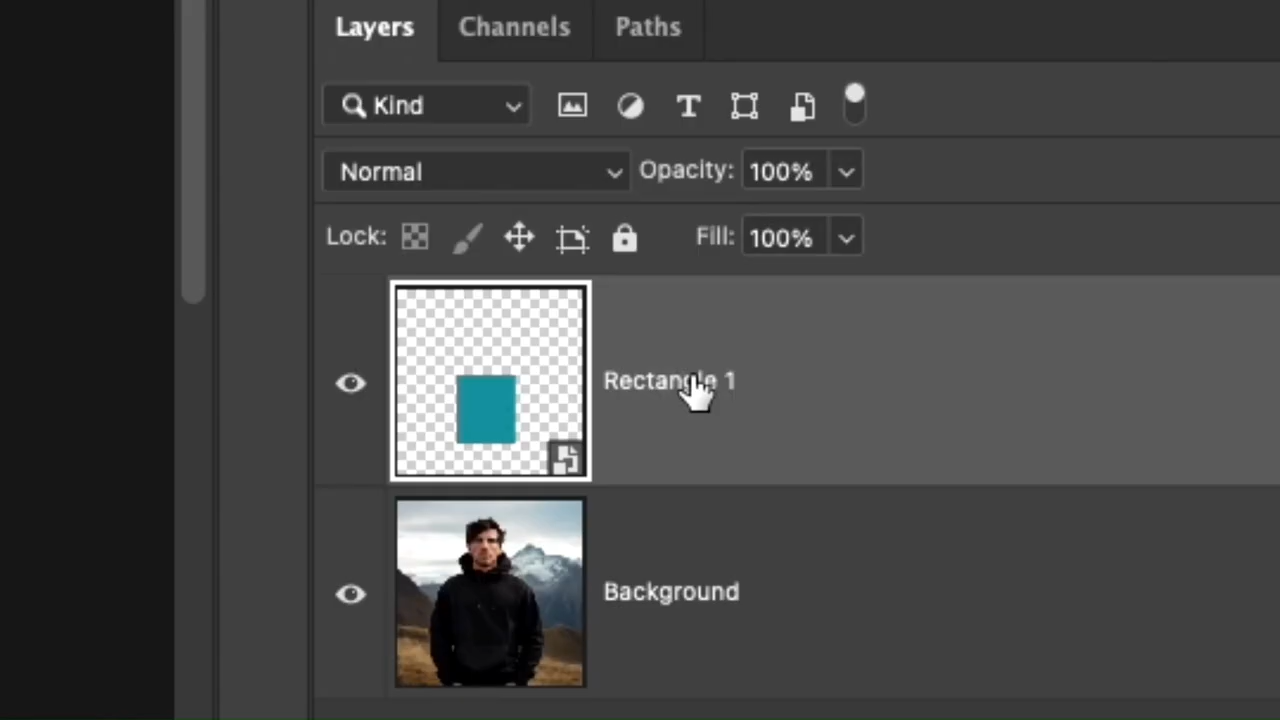 Layers Channels Paths
Kind T
Normal Opacity: 100%
Lock: Fill: 100%
Rectangle 1
Background